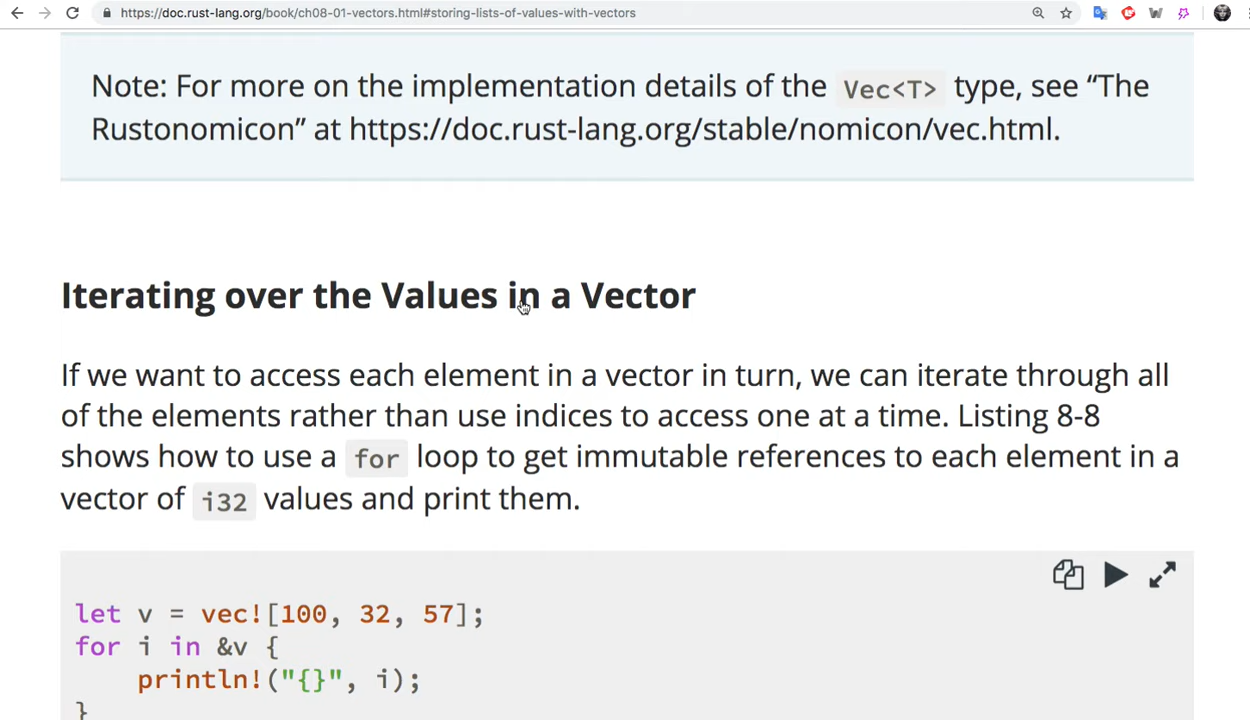 https://doc.rust-lang.org/book/ch08-01-vectors.html#storing-lists-of-values-with-vectors
Note: For more on the implementation details of the Vec<T> type, see “The
Rustonomicon” at https://doc.rust-lang.org/stable/nomicon/vec.html.
Iterating over the Values in a Vector
If we want to access each element in a vector in turn, we can iterate through all
of the elements rather than use indices to access one at a time. Listing 8-8
shows how to use a for loop to get immutable references to each element in a
vector of i32 values and print them.
let v = vec![100, 32, 57];
for i in &v {
    println!("{}", i);
}